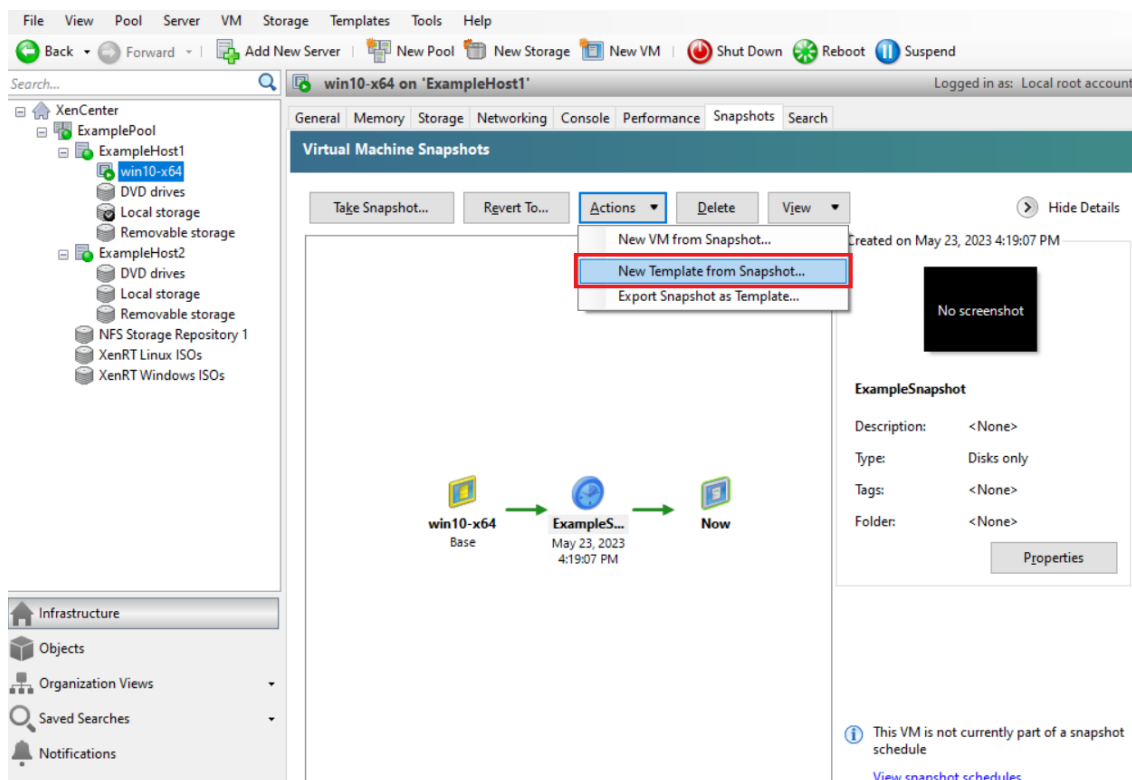 File View Pool Server VM Storage Templates Tools Help
Back Forward Add New Server New Pool New Storage New VM Shut Down Reboot Suspend
Search...
win10-x64 on 'ExampleHost1' Logged in as: Local root account
XenCenter
ExamplePool
ExampleHost1
win10-x64
DVD drives
Local storage
Removable storage
ExampleHost2
DVD drives
Local storage
Removable storage
NFS Storage Repository 1
XenRT Linux ISOs
XenRT Windows ISOs
General Memory Storage Networking Console Performance Snapshots Search
Virtual Machine Snapshots
Take Snapshot... Revert To... Actions Delete View Hide Details
New VM from Snapshot...
New Template from Snapshot...
Export Snapshot as Template...
Created on May 23, 2023 4:19:07 PM
No screenshot
ExampleSnapshot
Description: <None>
Type: Disks only
Tags: <None>
Folder: <None>
Properties
win10-x64
Base
ExampleS...
May 23, 2023
4:19:07 PM
Now
Infrastructure
Objects
Organization Views
Saved Searches
Notifications
This VM is not currently part of a snapshot
schedule
View snapshot schedules